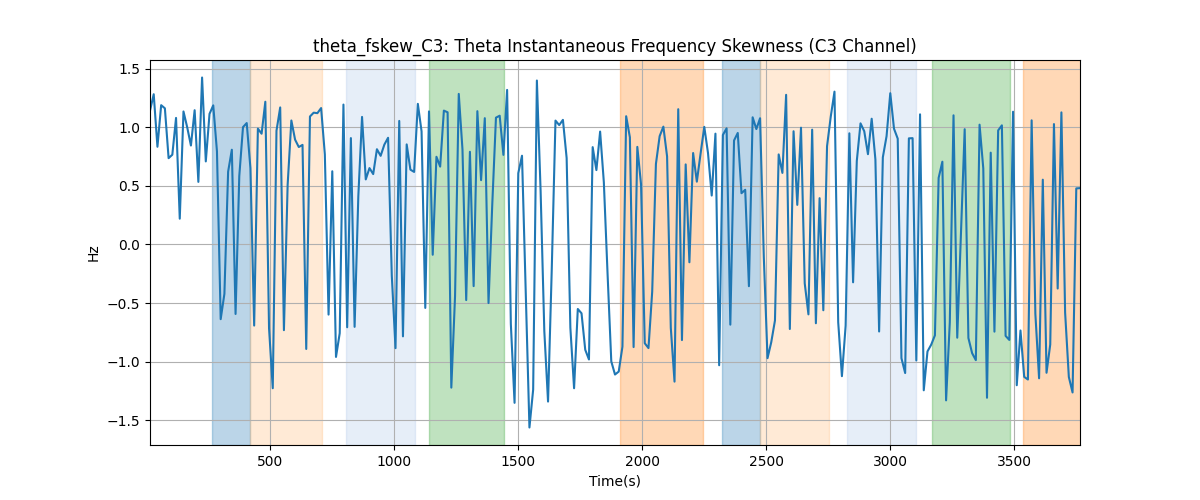 theta_fskew_C3: Theta Instantaneous Frequency Skewness (C3 Channel)
1.5
1.0
0.5
0.0
−0.5
−1.0
−1.5
Hz
500 1000 1500 2000 2500 3000 3500
Time(s)